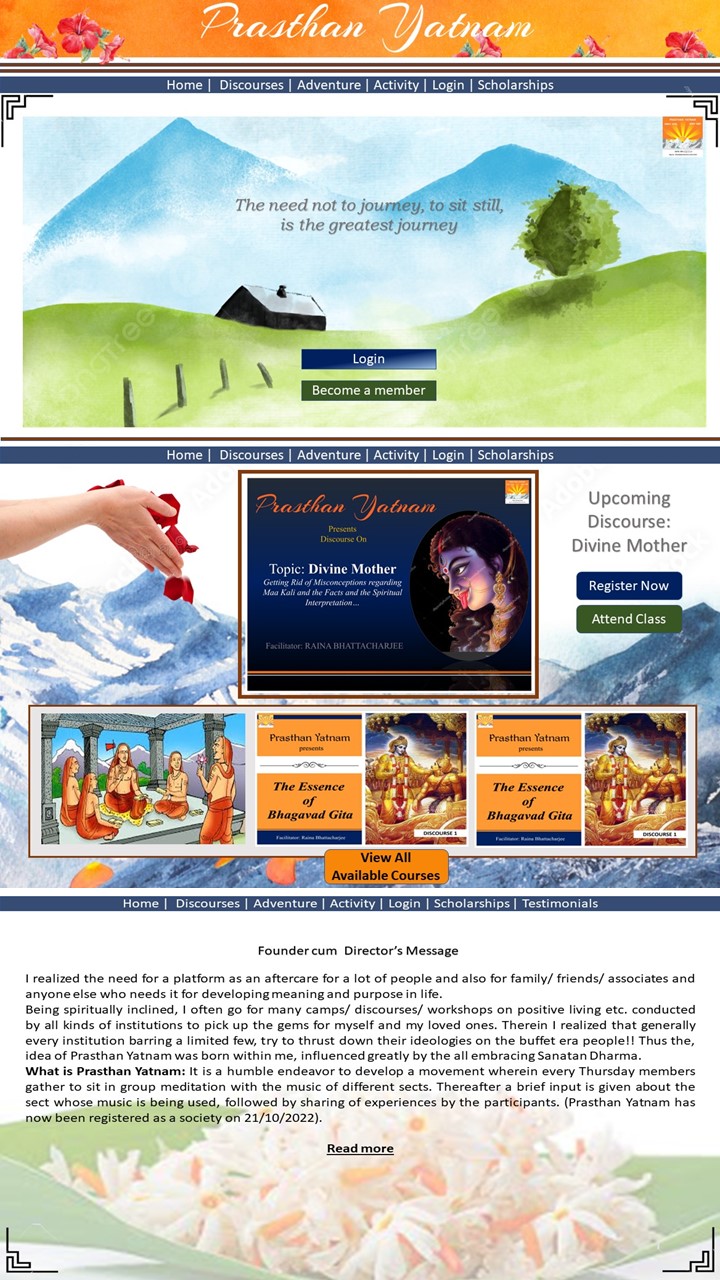 Prasthan Yatnam
Home | Discourses | Adventure | Activity | Login | Scholarships
The need not to journey, to sit still,
is the greatest journey
Login
Become a member
Home | Discourses | Adventure | Activity | Login | Scholarships
Prasthan Yatnam
Presents
Discourse On
Topic: Divine Mother
Getting Rid of Misconceptions regarding
Maa Kali and the Facts and the Spiritual
Interpretation...
Facilitator: RAINA BHATTACHARJEE
Upcoming
Discourse:
Divine Mother
Register Now
Attend Class
Prasthan Yatnam
presents
The Essence
of
Bhagavad Gita
Facilitator: Raina Bhattacharjee
DISCOURSE 1
Prasthan Yatnam
presents
The Essence
of
Bhagavad Gita
Facilitator: Raina Bhattacharjee
DISCOURSE 1
View All
Available Courses
Home | Discourses | Adventure | Activity | Login | Scholarships | Testimonials
Founder cum Director's Message
I realized the need for a platform as an aftercare for a lot of people and also for family/ friends/ associates and
anyone else who needs it for developing meaning and purpose in life.
Being spiritually inclined, I often go for many camps/ discourses/ workshops on positive living etc. conducted
by all kinds of institutions to pick up the gems for myself and my loved ones. Therein I realized that generally
every institution barring a limited few, try to thrust down their ideologies on the buffet era people!! Thus the,
idea of Prasthan Yatnam was born within me, influenced greatly by the all embracing Sanatan Dharma.
What is Prasthan Yatnam: It is a humble endeavor to develop a movement wherein every Thursday members
gather to sit in group meditation with the music of different sects. Thereafter a brief input is given about the
sect whose music is being used, followed by sharing of experiences by the participants. (Prasthan Yatnam has
now been registered as a society on 21/10/2022).
Read more